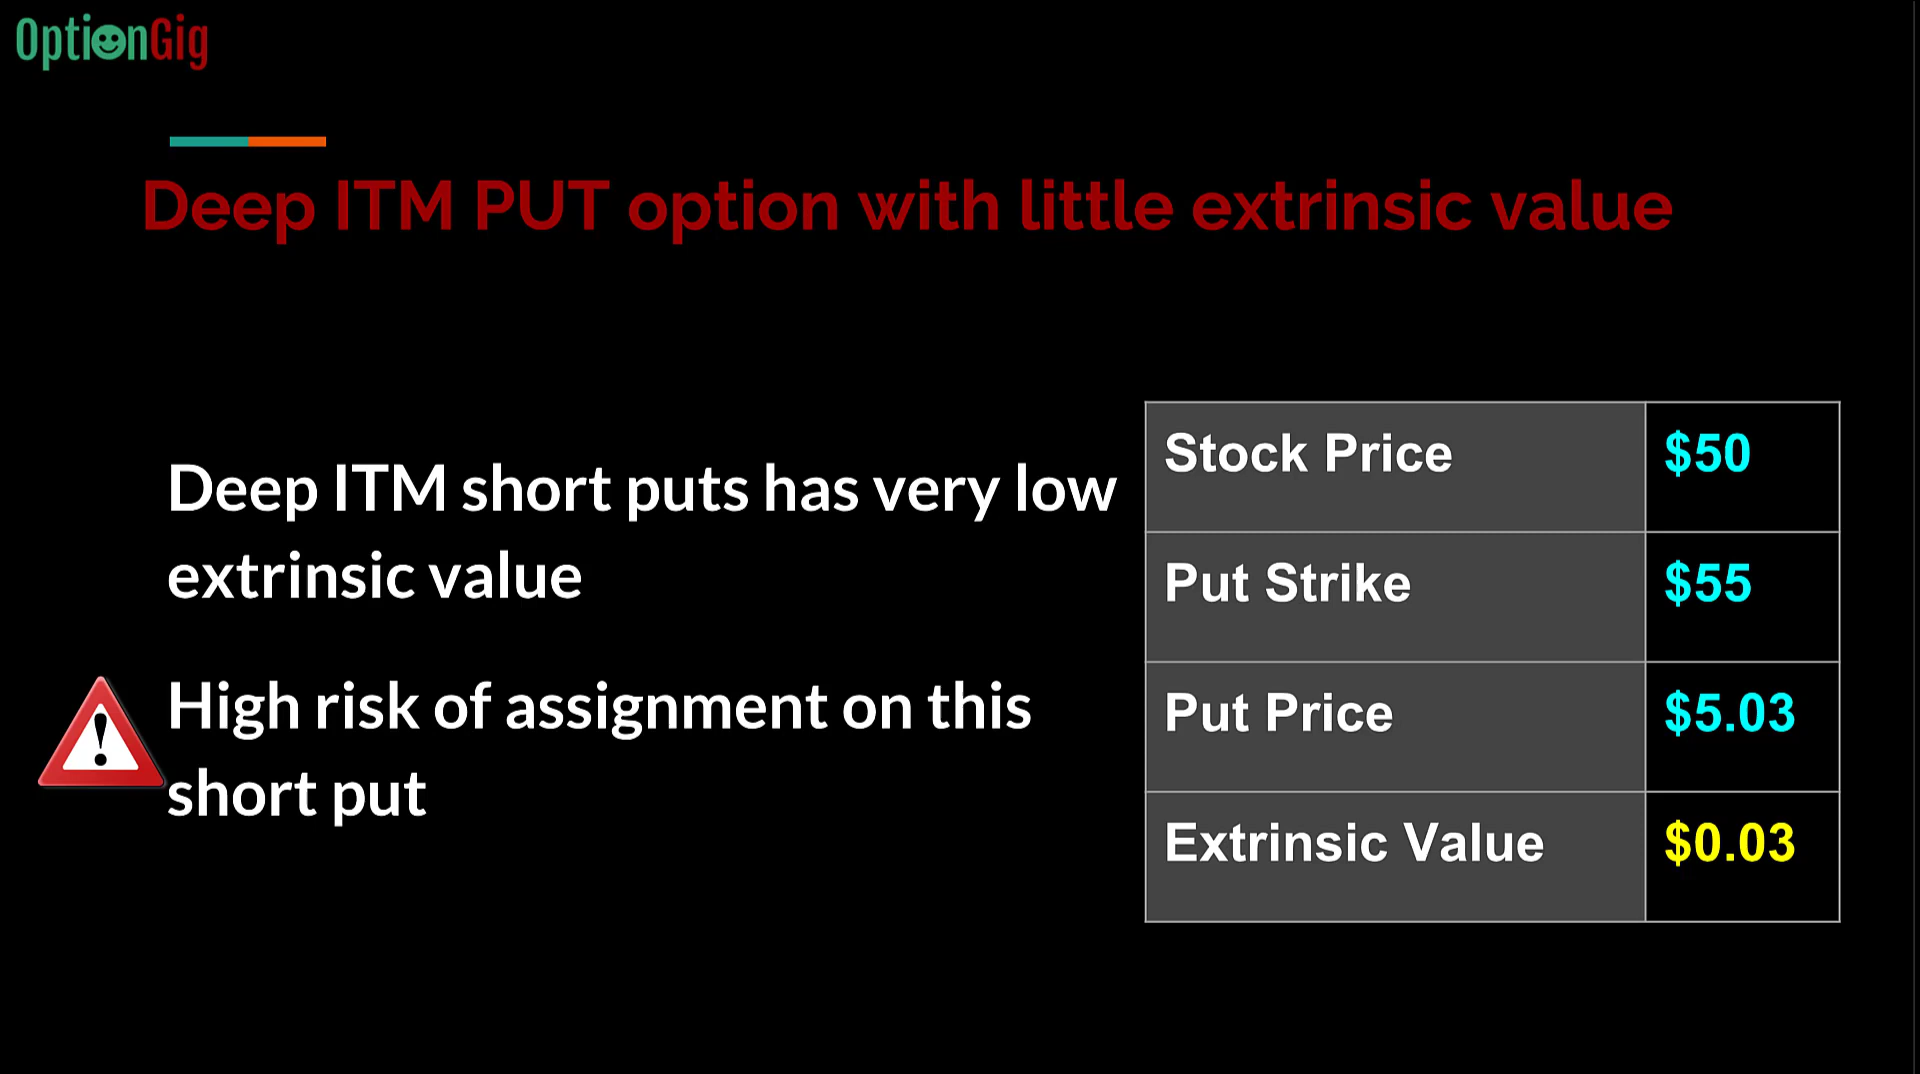 OptionGig
Deep ITM PUT option with little extrinsic value
Deep ITM short puts has very low
extrinsic value
High risk of assignment on this
short put
Stock Price $50
Put Strike $55
Put Price $5.03
Extrinsic Value $0.03